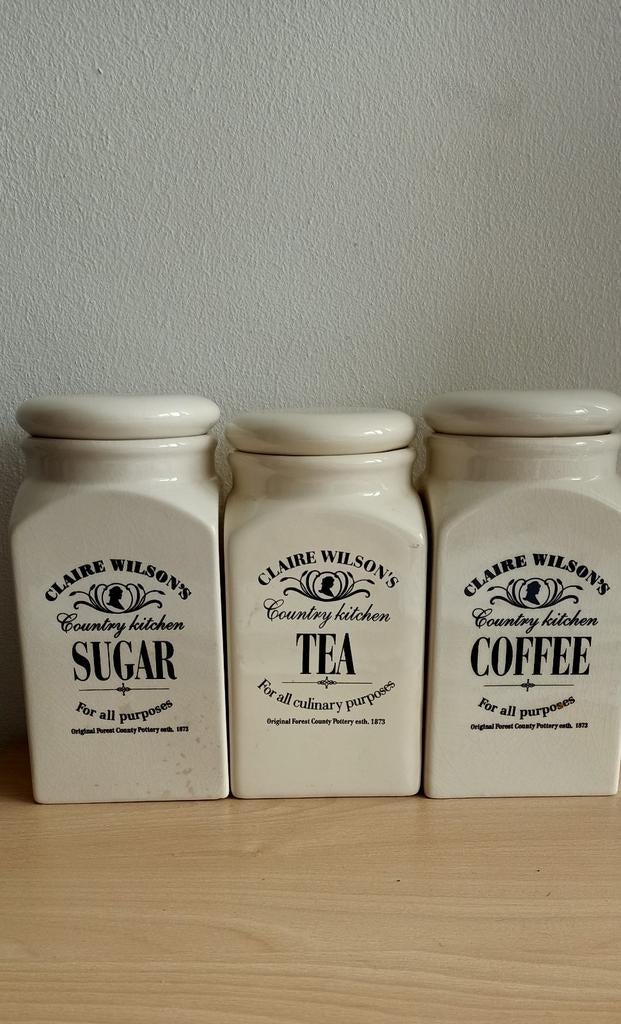 CLAIRE WILSON'S
Country kitchen
SUGAR
For all purposes
Original Forest County Pottery estb. 1873
CLAIRE WILSON'S
Country kitchen
TEA
For all culinary purposes
Original Forest County Pottery estb. 1873
CLAIRE WILSON'S
Country kitchen
COFFEE
For all purposes
Original Forest County Pottery estb. 1873